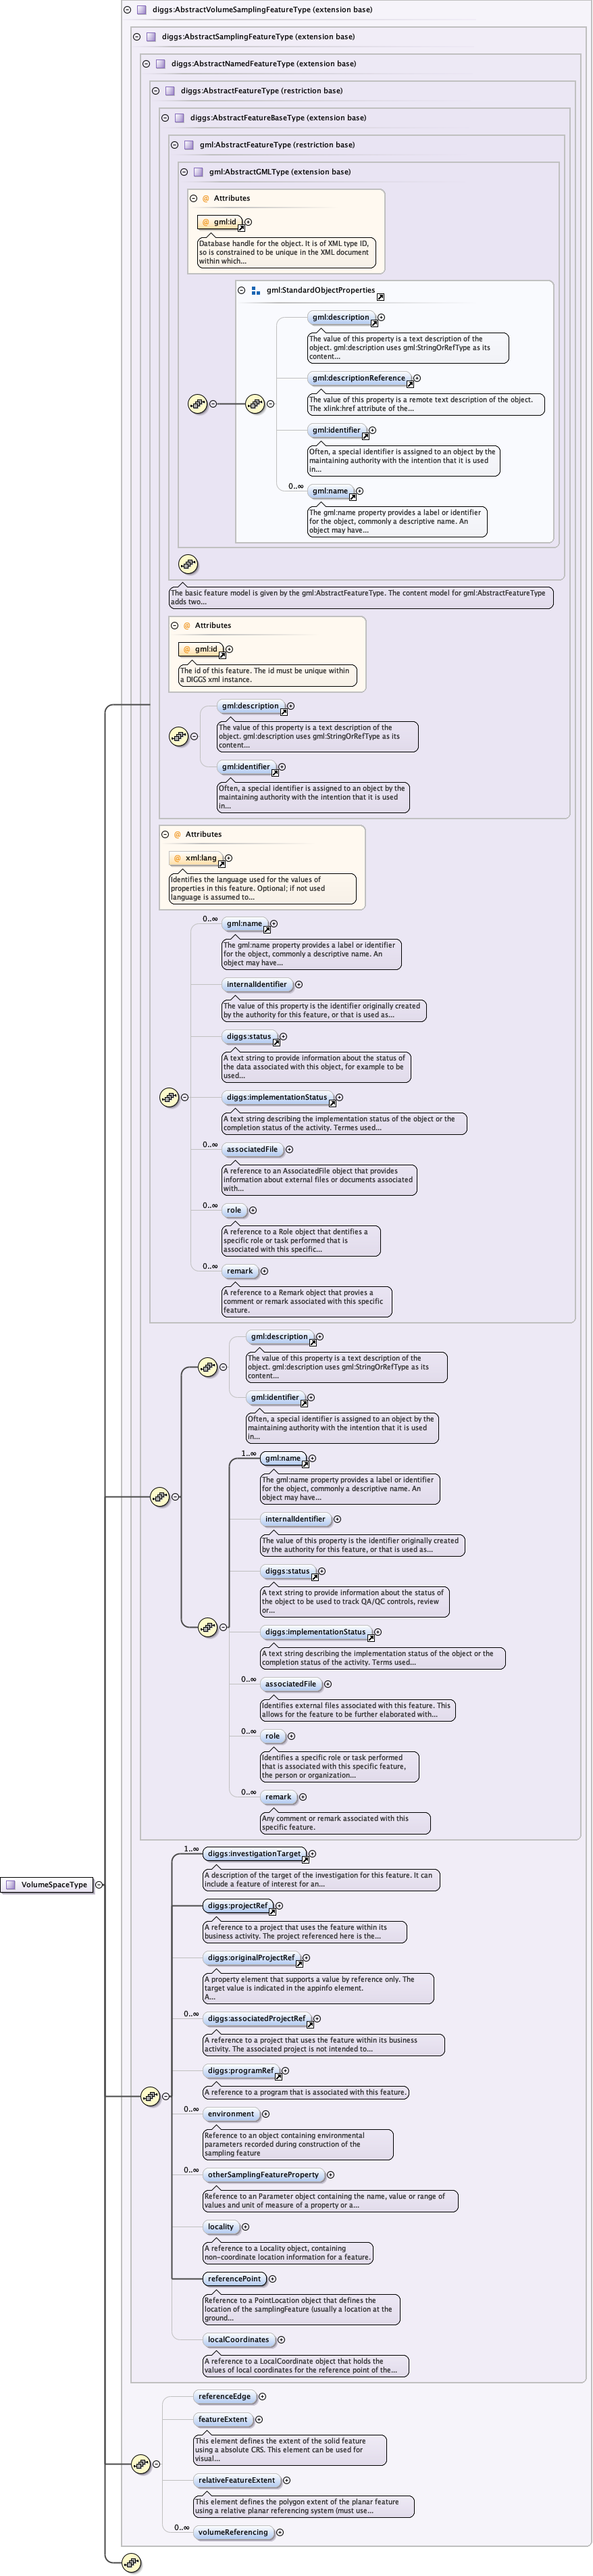 diggs:AbstractVolumeSamplingFeatureType (extension base)
diggs:AbstractSamplingFeatureType (extension base)
diggs:AbstractNamedFeatureType (extension base)
diggs:AbstractFeatureType (restriction base)
diggs:AbstractFeatureBaseType (extension base)
gml:AbstractFeatureType (restriction base)
gml:AbstractGMLType (extension base)
@ Attributes
@ gml:id
Database handle for the object. It is of XML type ID,
so is constrained to be unique in the XML document
within which...
gml:StandardObjectProperties
gml:description
The value of this property is a text description of the
object. gml:description uses gml:StringOrRefType as its
content...
gml:descriptionReference
The value of this property is a remote text description of the object.
The xlink:href attribute of the...
gml:identifier
Often, a special identifier is assigned to an object by the
maintaining authority with the intention that it is used
in...
0..∞
gml:name
The gml:name property provides a label or identifier
for the object, commonly a descriptive name. An
object may have...
The basic feature model is given by the gml:AbstractFeatureType. The content model for gml:AbstractFeatureType
adds two...
@ Attributes
@ gml:id
The id of this feature. The id must be unique within
a DIGGS xml instance.
gml:description
The value of this property is a text description of the
object. gml:description uses gml:StringOrRefType as its
content...
gml:identifier
Often, a special identifier is assigned to an object by the
maintaining authority with the intention that it is used
in...
@ Attributes
@ xml:lang
Identifies the language used for the values of
properties in this feature. Optional; if not used
language is assumed to...
0..∞
gml:name
The gml:name property provides a label or identifier
for the object, commonly a descriptive name. An
object may have...
internalIdentifier
The value of this property is the identifier originally created
by the authority for this feature, or that is used as...
diggs:status
A text string to provide information about the status of
the data associated with this object, for example to be
used...
diggs:implementationStatus
A text string describing the implementation status of the object or the
completion status of the activity. Termes used...
0..∞
associatedFile
A reference to an AssociatedFile object that provides
information about external files or documents associated
with...
0..∞
role
A reference to a Role object that dentifies a
specific role or task performed that is
associated with this specific...
0..∞
remark
A reference to a Remark object that provies a
comment or remark associated with this specific
feature.
gml:description
The value of this property is a text description of the
object. gml:description uses gml:StringOrRefType as its
content...
gml:identifier
Often, a special identifier is assigned to an object by the
maintaining authority with the intention that it is used
in...
1..∞
gml:name
The gml:name property provides a label or identifier
for the object, commonly a descriptive name. An
object may have...
internalIdentifier
The value of this property is the identifier originally created
by the authority for this feature, or that is used as...
diggs:status
A text string to provide information about the status of the
object to be used to track QA/QC controls, review
or...
diggs:implementationStatus
A text string describing the implementation status of the object or the
completion status of the activity. Terms used...
0..∞
associatedFile
Identifies external files associated with this feature. This
allows for the feature to be further elaborated with...
0..∞
role
Identifies a specific role or task performed
that is associated with this specific feature,
the person or organization...
0..∞
remark
Any comment or remark associated with this
specific feature.
1..∞
diggs:investigationTarget
A description of the target of the investigation for this feature. It can
include a feature of interest for an...
VolumeSpaceType
diggs:projectRef
A reference to a project that uses the feature within its
business activity. The project referenced here is the...
diggs:originalProjectRef
A property element that supports a value by reference only. The
target value is indicated in the appinfo element.
A...
0..∞
diggs:associatedProjectRef
A reference to a project that uses the feature within its business
activity. The associated project is not intended to...
diggs:programRef
A reference to a program that is associated with this feature.
0..∞
environment
Reference to an object containing environmental
parameters recorded during construction of the
sampling feature
0..∞
otherSamplingFeatureProperty
Reference to an Parameter object containing the name, value or range of
values and unit of measure of a property or a...
locality
A reference to a Locality object, containing
non-coordinate location information for a feature.
referencePoint
Reference to a PointLocation object that defines the
location of the samplingFeature (usually a location at the
ground...
localCoordinates
A reference to a LocalCoordinate object that holds the
values of local coordinates for the reference point of the...
referenceEdge
featureExtent
This element defines the extent of the solid feature
using a absolute CRS. This element can be used for
visual...
relativeFeatureExtent
This element defines the polygon extent of the planar feature
using a relative planar referencing system (must use...
0..∞
volumeReferencing